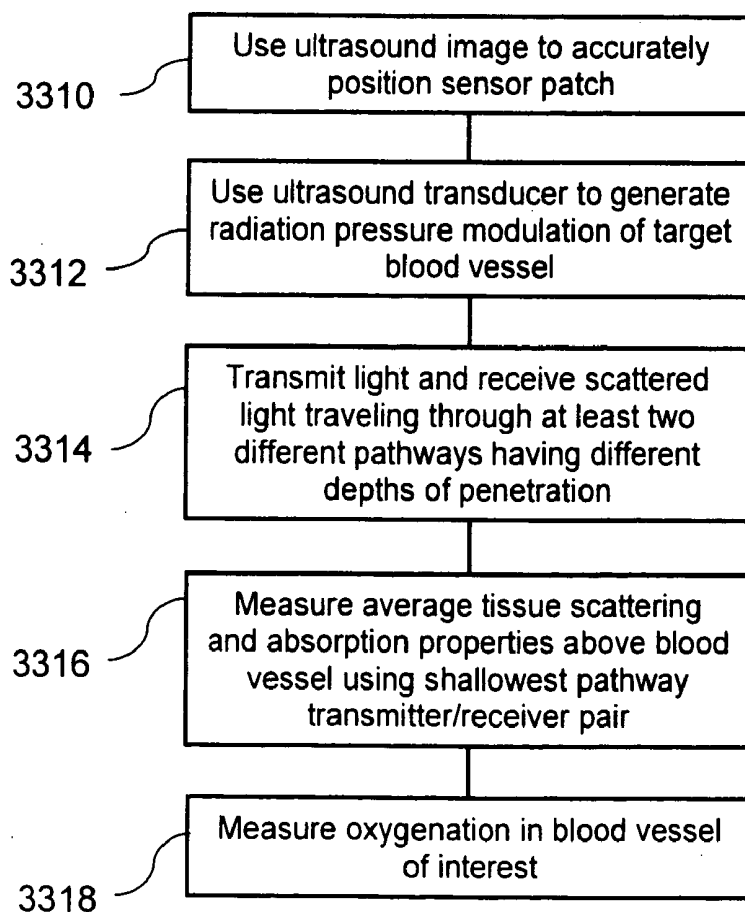 Use ultrasound image to accurately
position sensor patch
3310
Use ultrasound transducer to generate
radiation pressure modulation of target
blood vessel
3312
Transmit light and receive scattered
light traveling through at least two
different pathways having different
depths of penetration
3314
Measure average tissue scattering
and absorption properties above blood
vessel using shallowest pathway
transmitter/receiver pair
3316
Measure oxygenation in blood vessel
of interest
3318